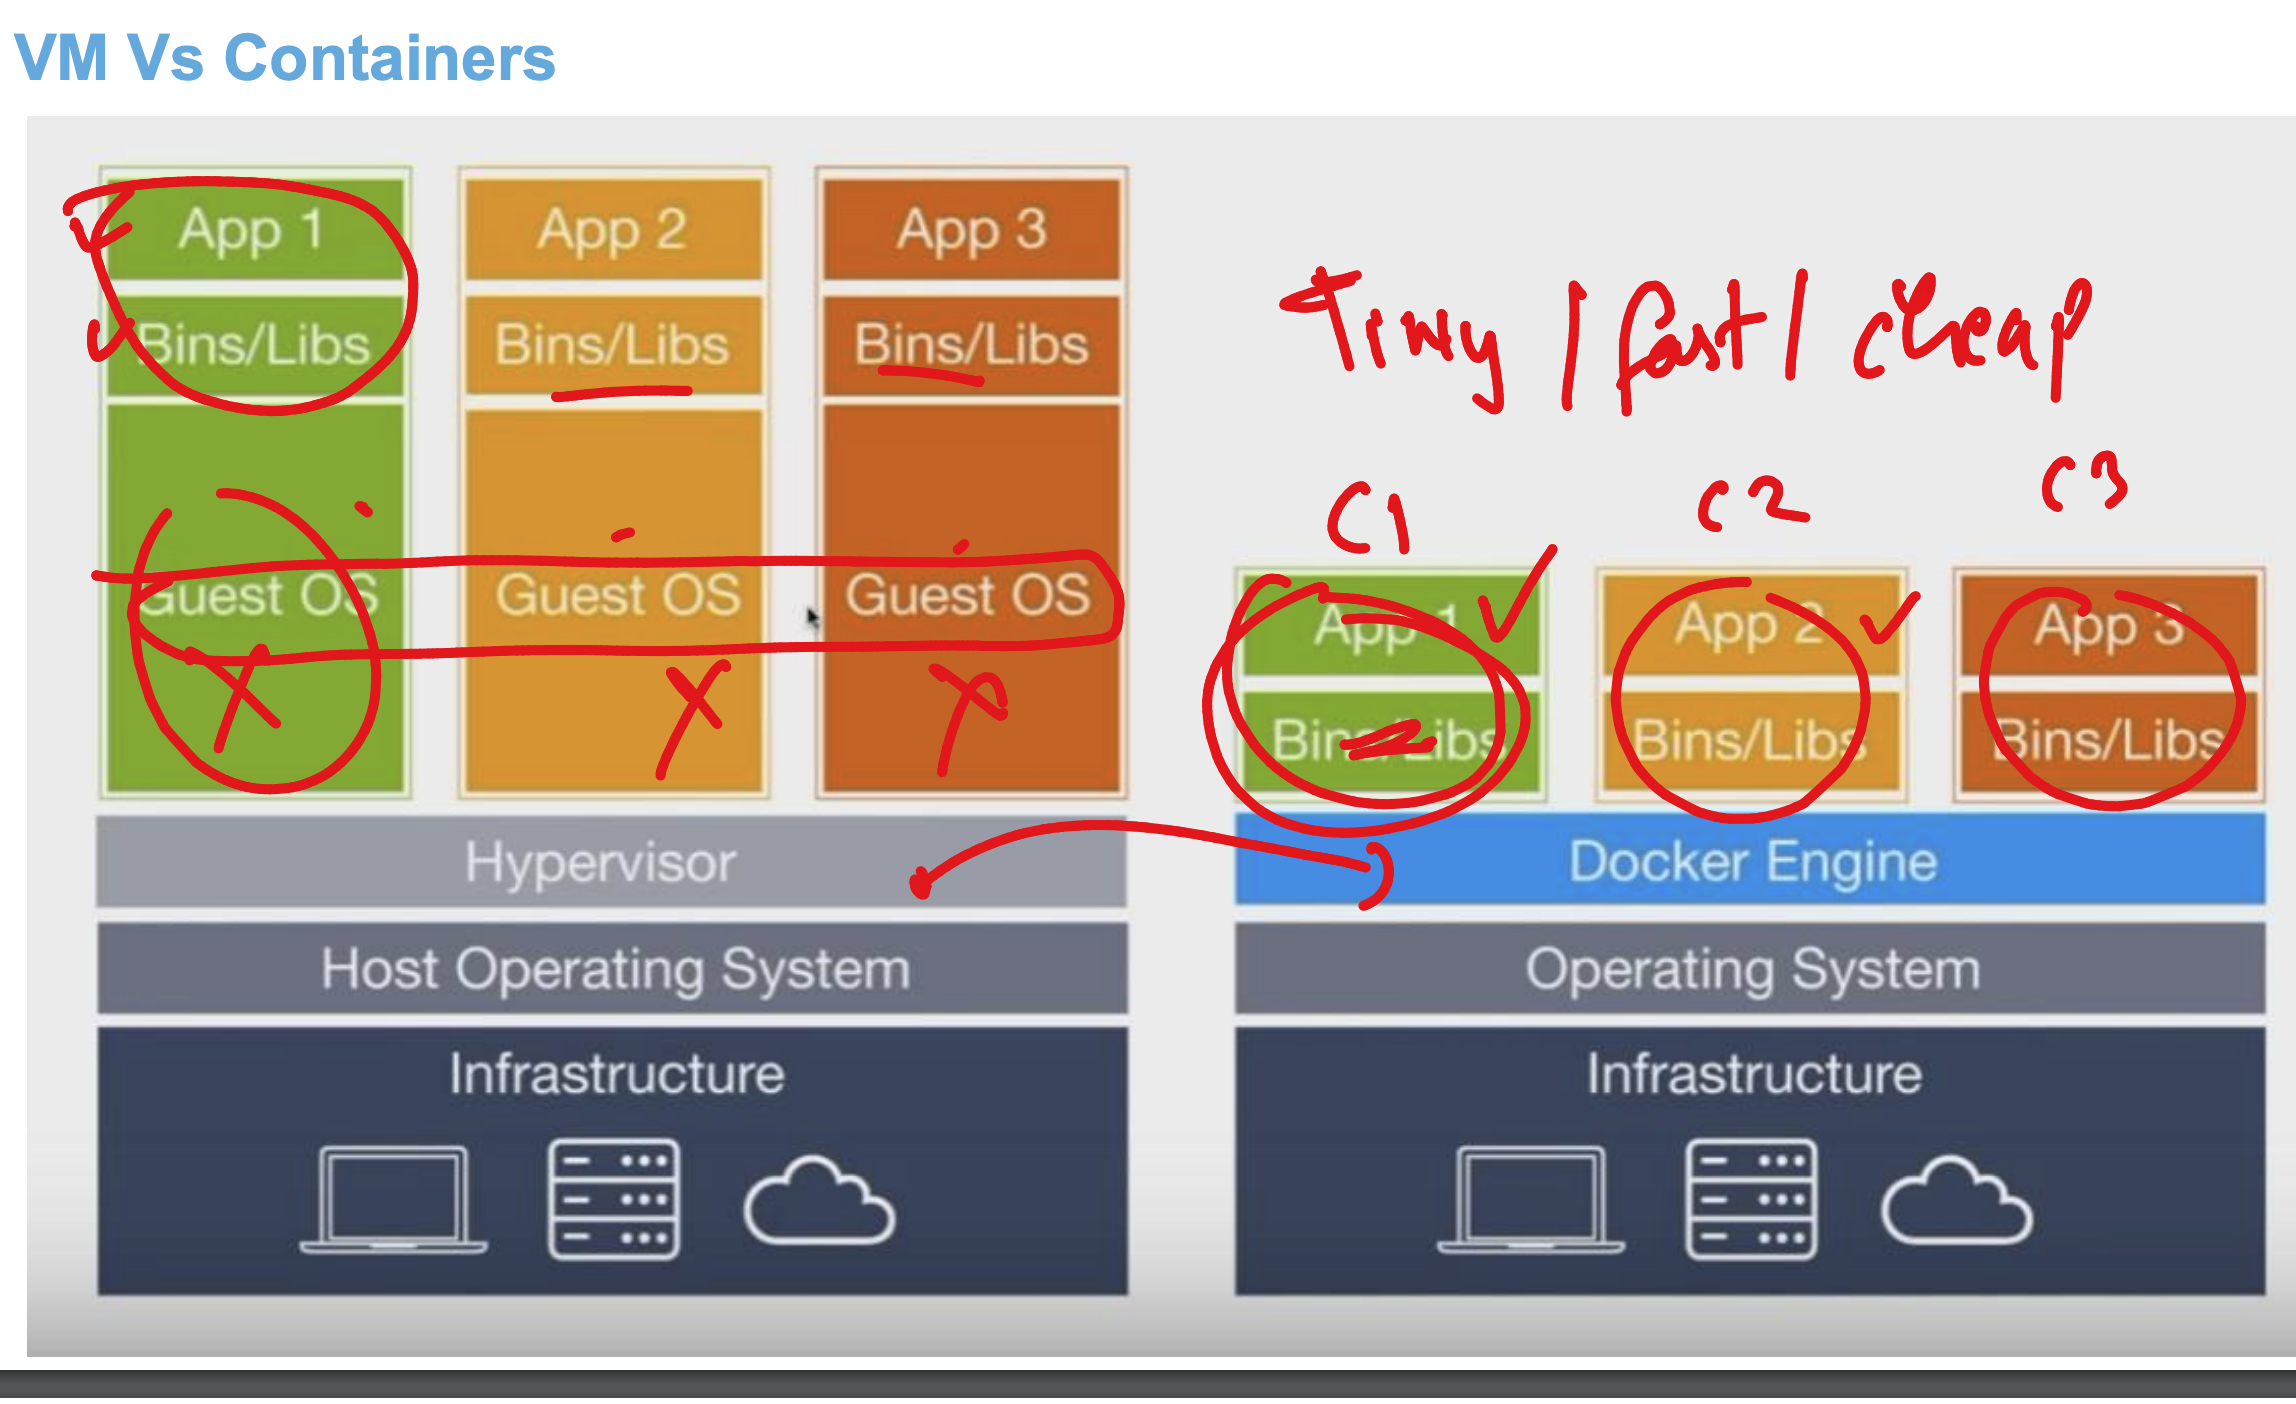 VM Vs Containers
App 1
App 2
App 3
Bins/Libs
Bins/Libs
Bins/Libs
Guest OS
Guest OS
Guest OS
Hypervisor
Host Operating System
Infrastructure
Tiny / fast / cheap
C1
C2
C3
App 1
App 2
App 3
Bins/Libs
Bins/Libs
Bins/Libs
Docker Engine
Operating System
Infrastructure